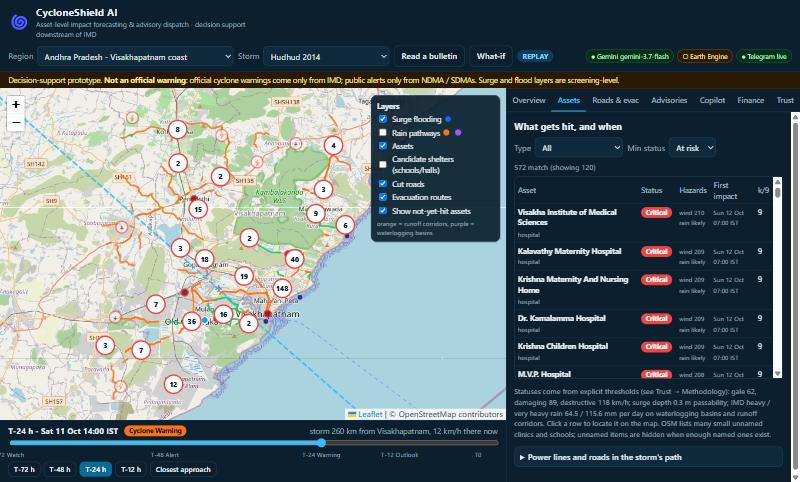 CycloneShield AI
Asset-level impact forecasting & advisory dispatch · decision support
downstream of IMD
Region Andhra Pradesh - Visakhapatnam coast Storm Hudhud 2014 Read a bulletin What-if REPLAY Gemini gemini-3.7-flash Earth Engine Telegram live
Decision-support prototype. Not an official warning: official cyclone warnings come only from IMD; public alerts only from NDMA / SDMAs. Surge and flood layers are screening-level.
+
−
SHSH138
SH142
SH161
SH138
SH39
SH157
Kambalakonda WLS
Visakhapatnam
8
2
2
4
3
15
9
6
2
3
18
40
19
148
7
36
16
2
3
7
12
Layers
Surge flooding
Rain pathways
Assets
Candidate shelters
(schools/halls)
Cut roads
Evacuation routes
Show not-yet-hit assets
orange = runoff corridors, purple =
waterlogging basins
Leaflet | © OpenStreetMap contributors
T-24 h - Sat 11 Oct 14:00 IST Cyclone Warning storm 260 km from Visakhapatnam, 12 km/h there now
72 Watch T-48 Alert T-24 Warning T-12 Outlook T0
T-72 h T-48 h T-24 h T-12 h Closest approach
Overview Assets Roads & evac Advisories Copilot Finance Trust
What gets hit, and when
Type All Min status At risk
572 match (showing 120)
Asset Status Hazards First impact k/9
Visakha Institute of Medical Sciences
hospital
Critical wind 210 rain likely Sun 12 Oct 07:00 IST 9
Kalavathy Maternity Hospital
hospital
Critical wind 209 rain likely Sun 12 Oct 07:00 IST 9
Krishna Maternity And Nursing Home
hospital
Critical wind 209 rain likely Sun 12 Oct 07:00 IST 9
Dr. Kamalamma Hospital
hospital
Critical wind 209 rain likely Sun 12 Oct 07:00 IST 9
Krishna Children Hospital
hospital
Critical wind 209 rain likely Sun 12 Oct 07:00 IST 9
M.V.P. Hospital Critical wind 208 Sun 12 Oct 9
Statuses come from explicit thresholds (see Trust → Methodology): gale 62,
damaging 89, destructive 118 km/h; surge depth 0.3 m passability; IMD heavy /
very heavy rain 64.5 / 115.6 mm per day on waterlogging basins and runoff
corridors. Click a row to locate it on the map. OSM lists many small unnamed
clinics and schools; unnamed items are hidden when enough named ones exist.
▸ Power lines and roads in the storm's path